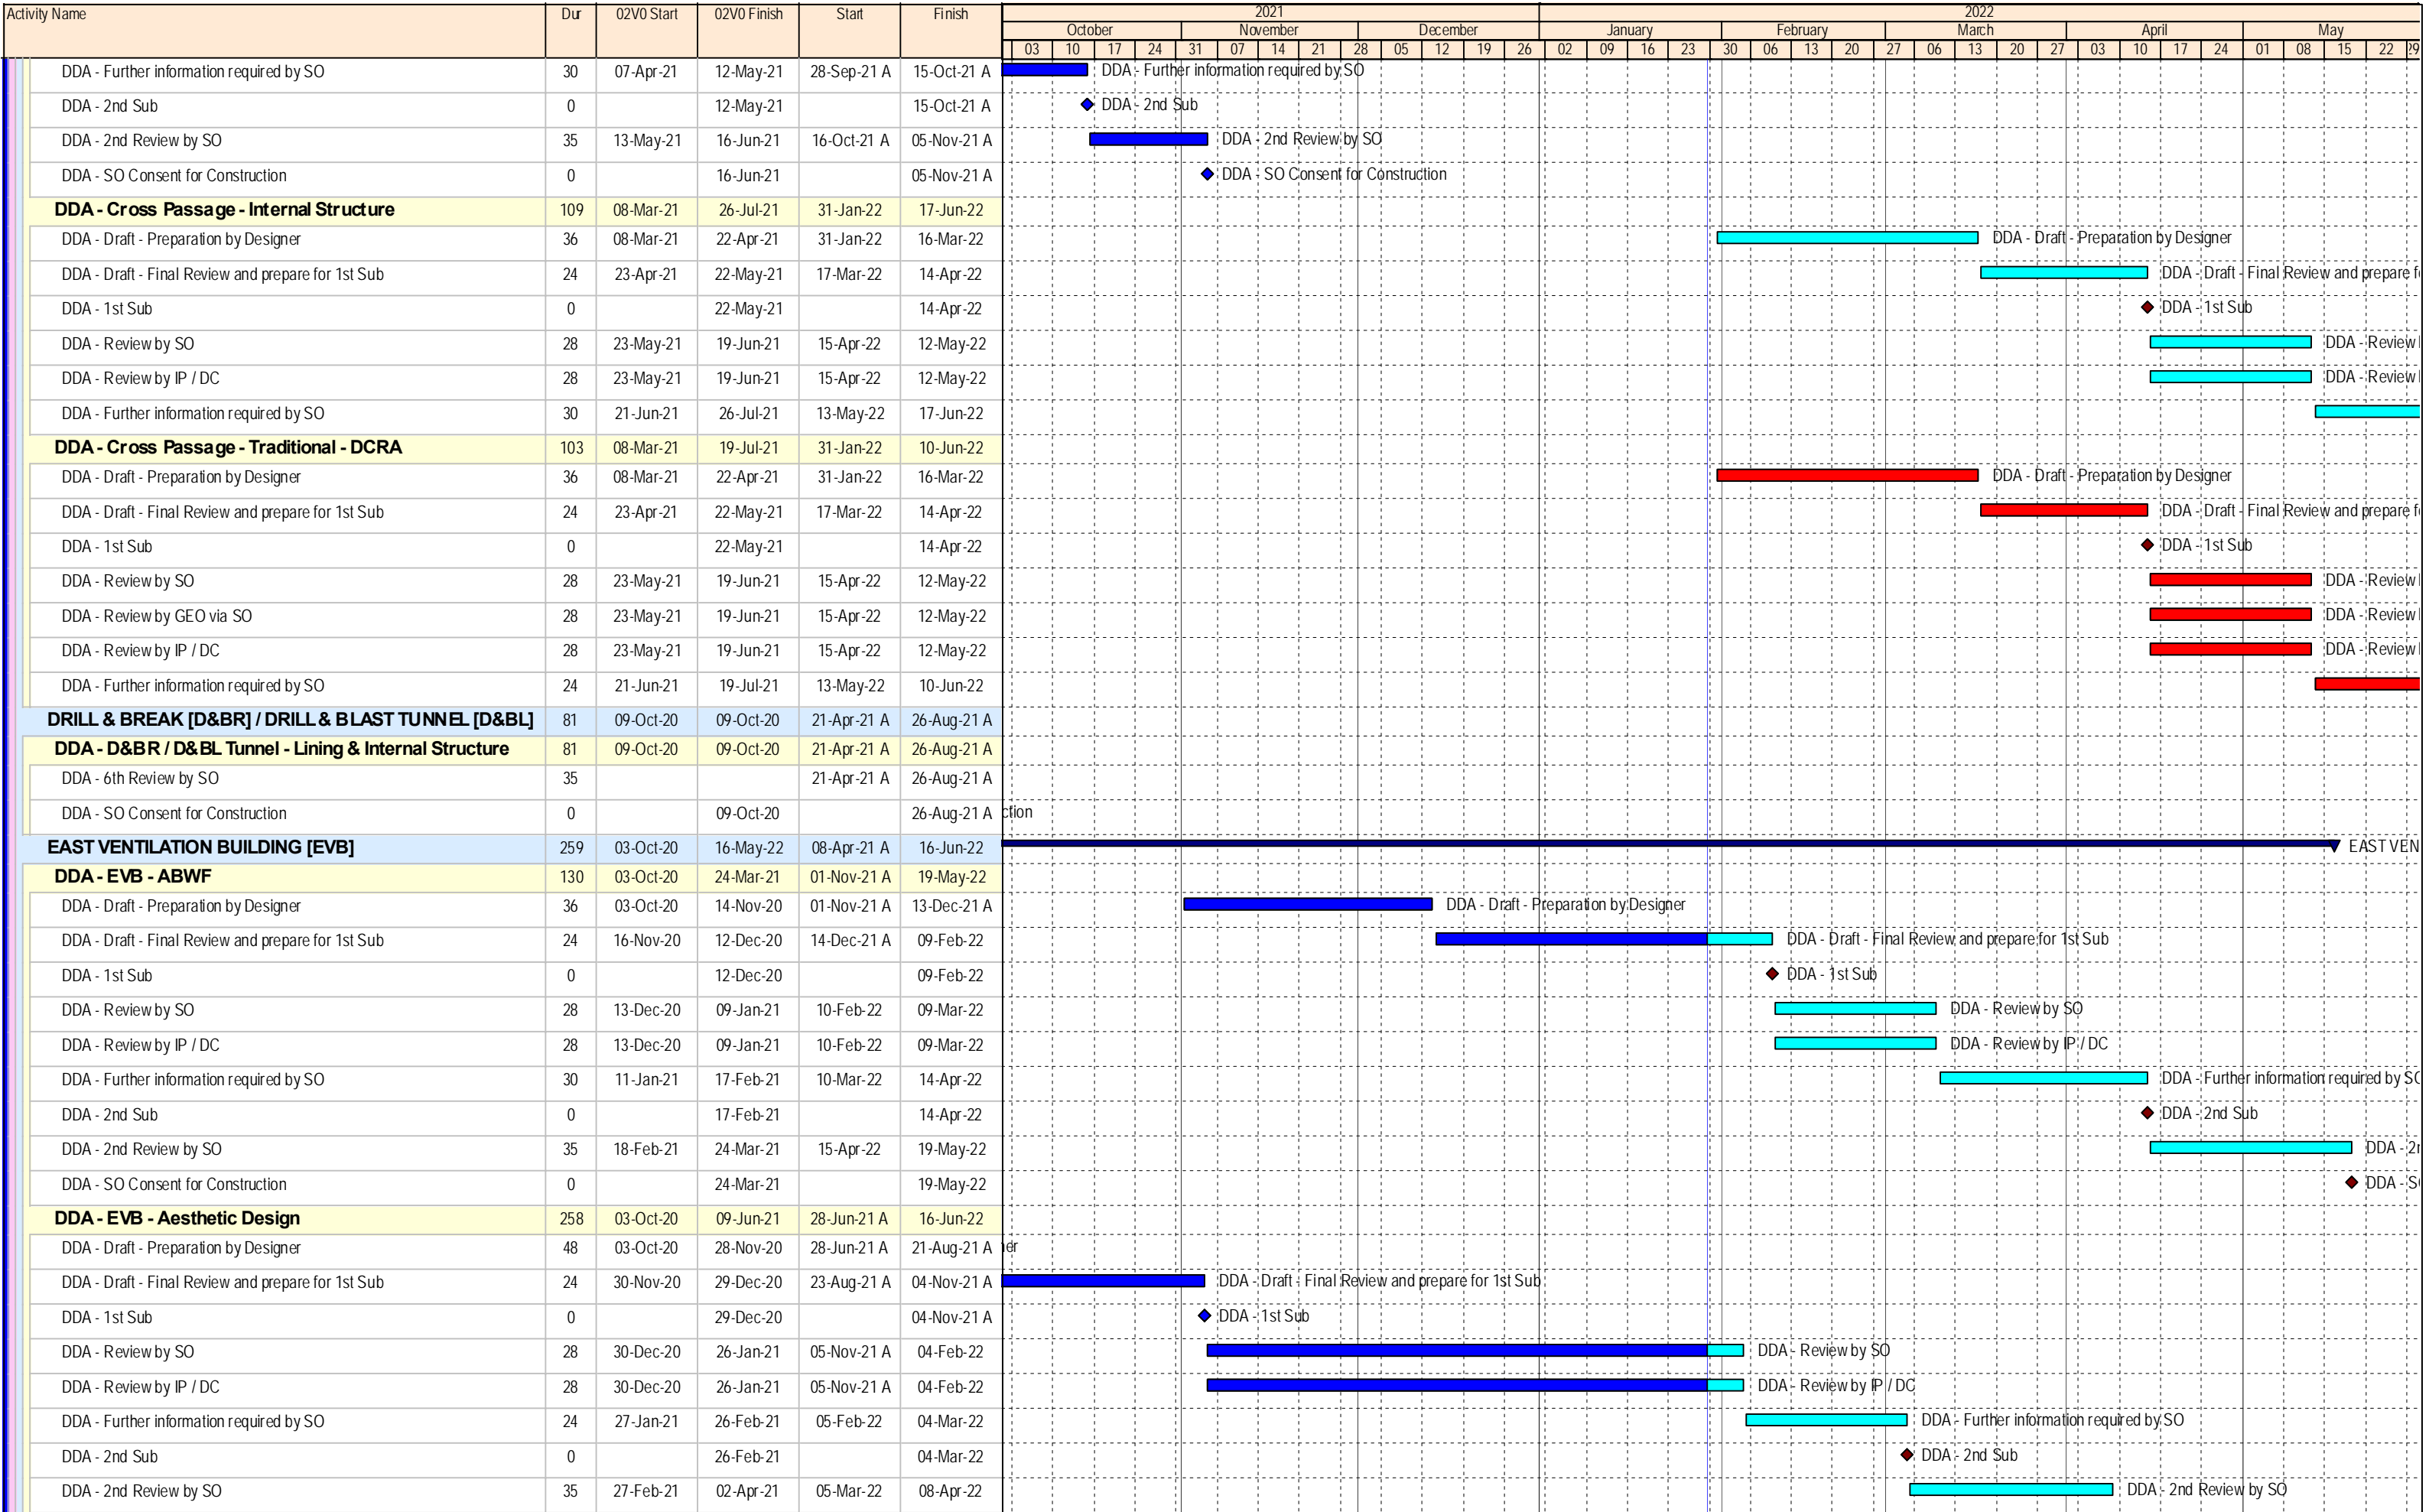 Activity Name Dur 02V0 Start 02V0 Finish Start Finish 2021 2022
October November December January February March April May
03 10 17 24 31 07 14 21 28 05 12 19 26 02 09 16 23 30 06 13 20 27 06 13 20 27 03 10 17 24 01 08 15 22 29
DDA - Further information required by SO 30 07-Apr-21 12-May-21 28-Sep-21 A 15-Oct-21 A DDA - Further information required by SO
DDA - 2nd Sub 0 12-May-21 15-Oct-21 A DDA - 2nd Sub
DDA - 2nd Review by SO 35 13-May-21 16-Jun-21 16-Oct-21 A 05-Nov-21 A DDA - 2nd Review by SO
DDA - SO Consent for Construction 0 16-Jun-21 05-Nov-21 A DDA - SO Consent for Construction
DDA - Cross Passage - Internal Structure 109 08-Mar-21 26-Jul-21 31-Jan-22 17-Jun-22
DDA - Draft - Preparation by Designer 36 08-Mar-21 22-Apr-21 31-Jan-22 16-Mar-22 DDA - Draft - Preparation by Designer
DDA - Draft - Final Review and prepare for 1st Sub 24 23-Apr-21 22-May-21 17-Mar-22 14-Apr-22 DDA - Draft - Final Review and prepare f
DDA - 1st Sub 0 22-May-21 14-Apr-22 DDA - 1st Sub
DDA - Review by SO 28 23-May-21 19-Jun-21 15-Apr-22 12-May-22 DDA - Review
DDA - Review by IP / DC 28 23-May-21 19-Jun-21 15-Apr-22 12-May-22 DDA - Review
DDA - Further information required by SO 30 21-Jun-21 26-Jul-21 13-May-22 17-Jun-22
DDA - Cross Passage - Traditional - DCRA 103 08-Mar-21 19-Jul-21 31-Jan-22 10-Jun-22
DDA - Draft - Preparation by Designer 36 08-Mar-21 22-Apr-21 31-Jan-22 16-Mar-22 DDA - Draft - Preparation by Designer
DDA - Draft - Final Review and prepare for 1st Sub 24 23-Apr-21 22-May-21 17-Mar-22 14-Apr-22 DDA - Draft - Final Review and prepare f
DDA - 1st Sub 0 22-May-21 14-Apr-22 DDA - 1st Sub
DDA - Review by SO 28 23-May-21 19-Jun-21 15-Apr-22 12-May-22 DDA - Review
DDA - Review by GEO via SO 28 23-May-21 19-Jun-21 15-Apr-22 12-May-22 DDA - Review
DDA - Review by IP / DC 28 23-May-21 19-Jun-21 15-Apr-22 12-May-22 DDA - Review
DDA - Further information required by SO 24 21-Jun-21 19-Jul-21 13-May-22 10-Jun-22
DRILL & BREAK [D&BR] / DRILL & BLAST TUNNEL [D&BL] 81 09-Oct-20 09-Oct-20 21-Apr-21 A 26-Aug-21 A
DDA - D&BR / D&BL Tunnel - Lining & Internal Structure 81 09-Oct-20 09-Oct-20 21-Apr-21 A 26-Aug-21 A
DDA - 6th Review by SO 35 21-Apr-21 A 26-Aug-21 A
DDA - SO Consent for Construction 0 09-Oct-20 26-Aug-21 A ction
EAST VENTILATION BUILDING [EVB] 259 03-Oct-20 16-May-22 08-Apr-21 A 16-Jun-22 EAST VEN
DDA - EVB - ABWF 130 03-Oct-20 24-Mar-21 01-Nov-21 A 19-May-22
DDA - Draft - Preparation by Designer 36 03-Oct-20 14-Nov-20 01-Nov-21 A 13-Dec-21 A DDA - Draft - Preparation by Designer
DDA - Draft - Final Review and prepare for 1st Sub 24 16-Nov-20 12-Dec-20 14-Dec-21 A 09-Feb-22 DDA - Draft - Final Review and prepare for 1st Sub
DDA - 1st Sub 0 12-Dec-20 09-Feb-22 DDA - 1st Sub
DDA - Review by SO 28 13-Dec-20 09-Jan-21 10-Feb-22 09-Mar-22 DDA - Review by SO
DDA - Review by IP / DC 28 13-Dec-20 09-Jan-21 10-Feb-22 09-Mar-22 DDA - Review by IP / DC
DDA - Further information required by SO 30 11-Jan-21 17-Feb-21 10-Mar-22 14-Apr-22 DDA - Further information required by SO
DDA - 2nd Sub 0 17-Feb-21 14-Apr-22 DDA - 2nd Sub
DDA - 2nd Review by SO 35 18-Feb-21 24-Mar-21 15-Apr-22 19-May-22 DDA - 2n
DDA - SO Consent for Construction 0 24-Mar-21 19-May-22 DDA - S
DDA - EVB - Aesthetic Design 258 03-Oct-20 09-Jun-21 28-Jun-21 A 16-Jun-22
DDA - Draft - Preparation by Designer 48 03-Oct-20 28-Nov-20 28-Jun-21 A 21-Aug-21 A er
DDA - Draft - Final Review and prepare for 1st Sub 24 30-Nov-20 29-Dec-20 23-Aug-21 A 04-Nov-21 A DDA - Draft - Final Review and prepare for 1st Sub
DDA - 1st Sub 0 29-Dec-20 04-Nov-21 A DDA - 1st Sub
DDA - Review by SO 28 30-Dec-20 26-Jan-21 05-Nov-21 A 04-Feb-22 DDA - Review by SO
DDA - Review by IP / DC 28 30-Dec-20 26-Jan-21 05-Nov-21 A 04-Feb-22 DDA - Review by IP / DC
DDA - Further information required by SO 24 27-Jan-21 26-Feb-21 05-Feb-22 04-Mar-22 DDA - Further information required by SO
DDA - 2nd Sub 0 26-Feb-21 04-Mar-22 DDA - 2nd Sub
DDA - 2nd Review by SO 35 27-Feb-21 02-Apr-21 05-Mar-22 08-Apr-22 DDA - 2nd Review by SO